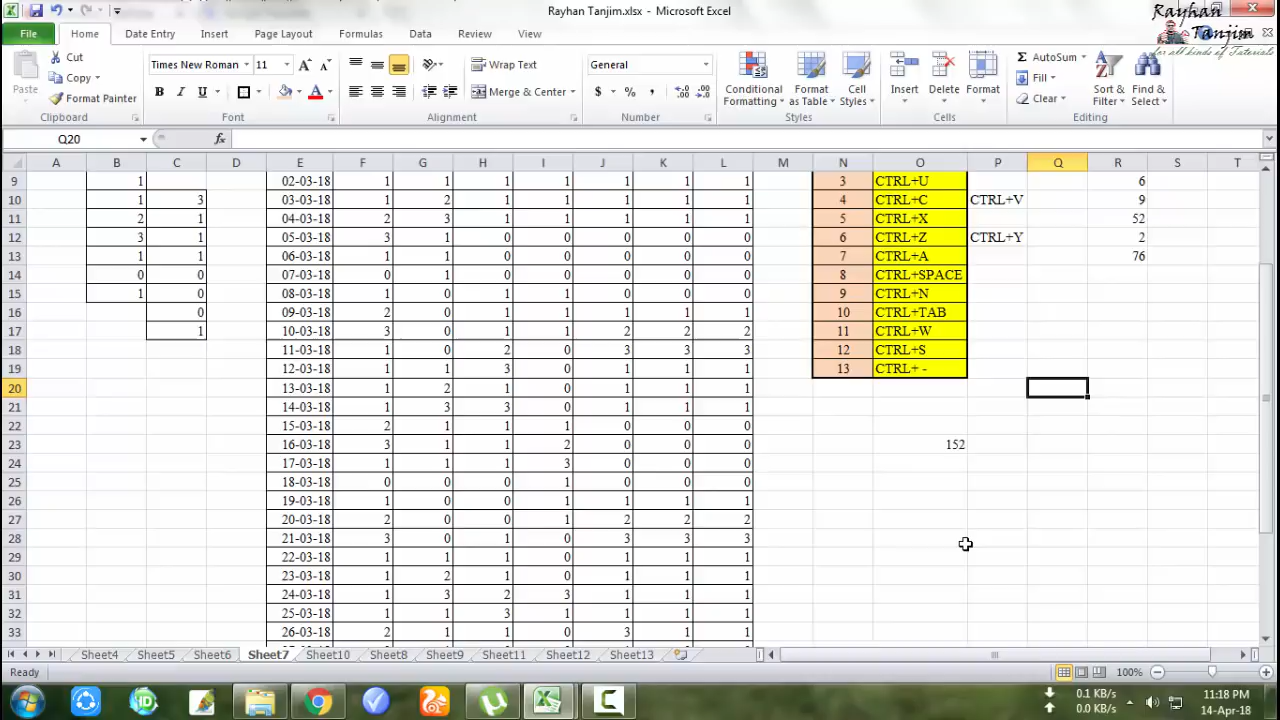 Rayhan Tanjim.xlsx - Microsoft Excel
Rayhan
Tanjim
for all kinds of Tutorials
File Home Date Entry Insert Page Layout Formulas Data Review View
Paste Cut Copy Format Painter Clipboard
Times New Roman 11 A A B I U A Font
Wrap Text Merge & Center Alignment
General $ % , .0 .00 .00 .0 Number
Conditional Formatting Format as Table Cell Styles Styles
Insert Delete Format Cells
Σ AutoSum Fill Clear Sort & Filter Find & Select Editing
Q20 fx
A B C D E F G H I J K L M N O P Q R S T
9 1 02-03-18 1 1 1 1 1 1 1 3 CTRL+U 6
10 1 3 03-03-18 1 2 1 1 1 1 1 4 CTRL+C CTRL+V 9
11 2 1 04-03-18 2 3 1 1 1 1 1 5 CTRL+X 52
12 3 1 05-03-18 3 1 0 0 0 0 0 6 CTRL+Z CTRL+Y 2
13 1 1 06-03-18 1 1 0 0 0 0 0 7 CTRL+A 76
14 0 0 07-03-18 0 1 0 0 0 0 0 8 CTRL+SPACE
15 1 0 08-03-18 1 0 1 1 0 0 0 9 CTRL+N
16 0 09-03-18 2 0 1 1 1 1 1 10 CTRL+TAB
17 1 10-03-18 3 0 1 1 2 2 2 11 CTRL+W
18 11-03-18 1 0 2 0 3 3 3 12 CTRL+S
19 12-03-18 1 1 3 0 1 1 1 13 CTRL+ -
20 13-03-18 1 2 1 0 1 1 1
21 14-03-18 1 3 3 0 1 1 1
22 15-03-18 2 1 1 1 0 0 0
23 16-03-18 3 1 1 2 0 0 0 152
24 17-03-18 1 1 1 3 0 0 0
25 18-03-18 0 0 0 1 0 0 0
26 19-03-18 1 0 0 1 1 1 1
27 20-03-18 2 0 0 1 2 2 2
28 21-03-18 3 0 1 0 3 3 3
29 22-03-18 1 1 1 0 1 1 1
30 23-03-18 1 2 1 0 1 1 1
31 24-03-18 1 3 2 3 1 1 1
32 25-03-18 1 1 3 1 1 1 1
33 26-03-18 2 1 1 0 3 1 1
Sheet4 Sheet5 Sheet6 Sheet7 Sheet10 Sheet8 Sheet9 Sheet11 Sheet12 Sheet13
Ready 100%
0.1 KB/s
0.0 KB/s
11:18 PM
14-Apr-18